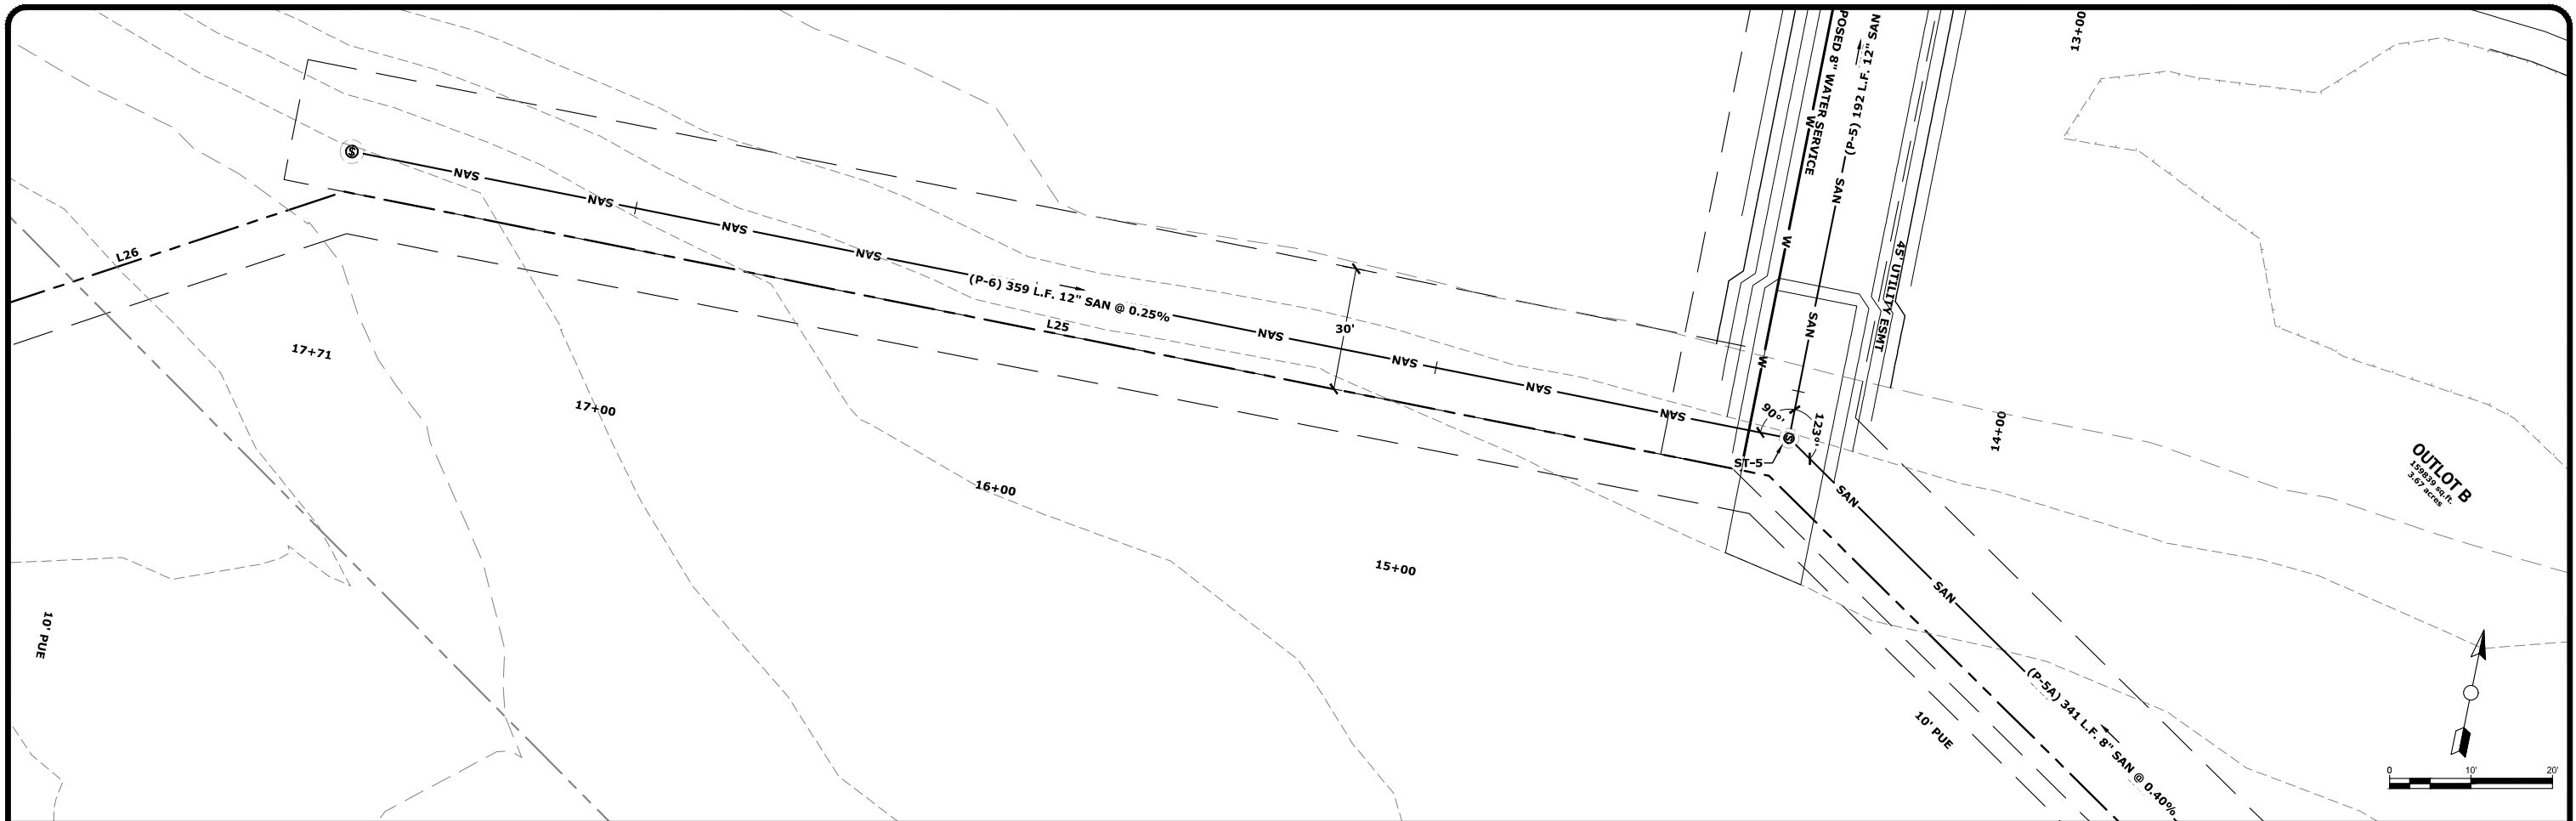 L26
SAN
SAN
SAN
SAN
(P-6) 359 L.F. 12" SAN @ 0.25%
L25
30'
SAN
SAN
SAN
SAN
17+71
17+00
16+00
15+00
10' PUE
POSED 8" WATER SERVICE
W
W
W
(P-5) 192 L.F. 12" SAN
SAN
SAN
45' UTILITY ESMT
90°
123°
ST-5
S
S
13+00
14+00
SAN
SAN
(P-5A) 341 L.F. 8" SAN @ 0.40%
10' PUE
OUTLOT B
159839 sq.ft.
3.67 acres
0 10' 20'